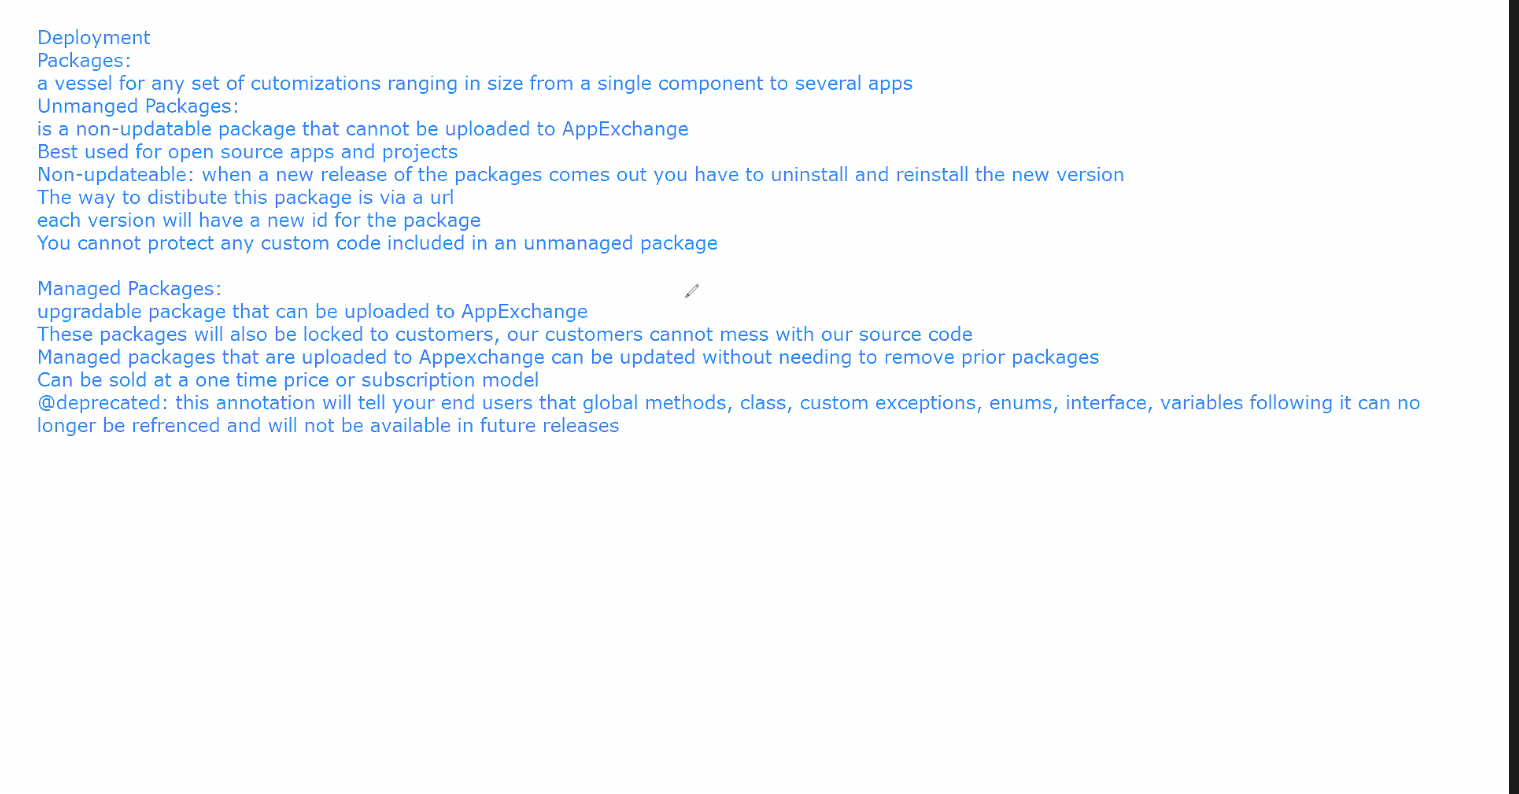 Deployment
Packages:
a vessel for any set of cutomizations ranging in size from a single component to several apps
Unmanged Packages:
is a non-updatable package that cannot be uploaded to AppExchange
Best used for open source apps and projects
Non-updateable: when a new release of the packages comes out you have to uninstall and reinstall the new version
The way to distibute this package is via a url
each version will have a new id for the package
You cannot protect any custom code included in an unmanaged package
Managed Packages:
upgradable package that can be uploaded to AppExchange
These packages will also be locked to customers, our customers cannot mess with our source code
Managed packages that are uploaded to Appexchange can be updated without needing to remove prior packages
Can be sold at a one time price or subscription model
@deprecated: this annotation will tell your end users that global methods, class, custom exceptions, enums, interface, variables following it can no
longer be refrenced and will not be available in future releases